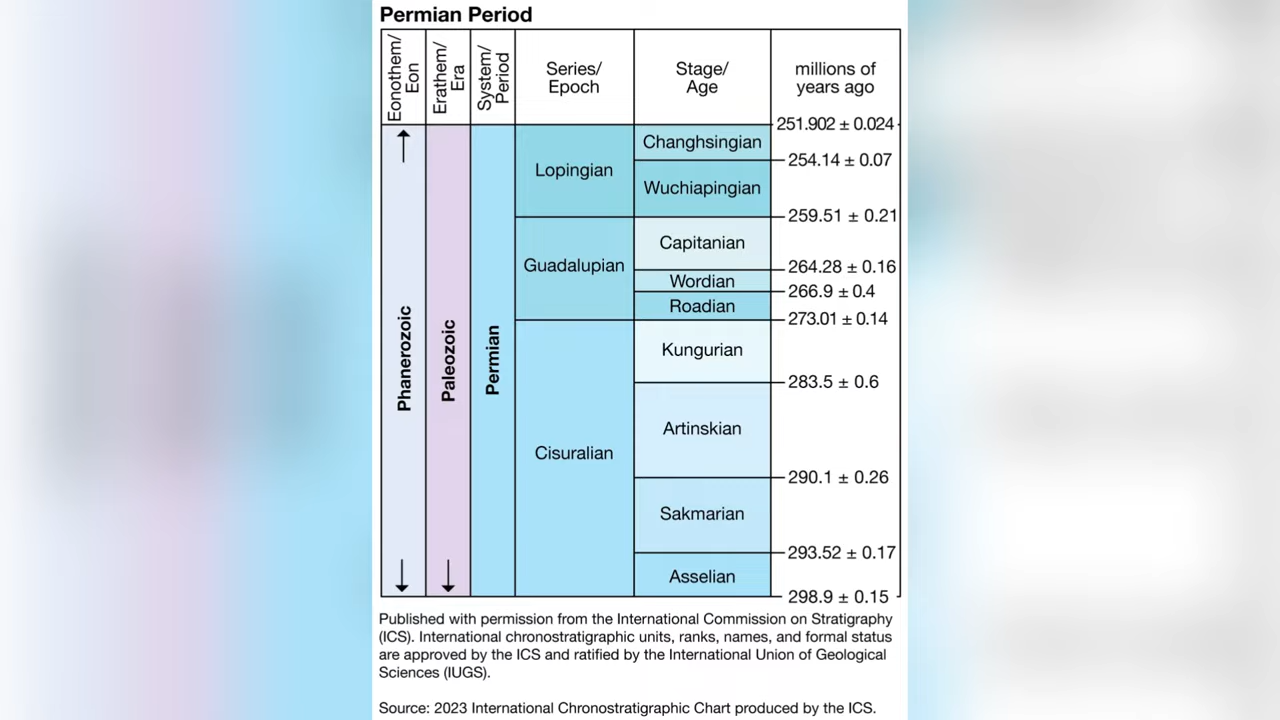 Permian Period
Eonothem/
Eon
Erathem/
Era
System/
Period
Series/
Epoch
Stage/
Age
millions of
years ago
Phanerozoic
Paleozoic
Permian
Lopingian
Guadalupian
Cisuralian
Changhsingian
Wuchiapingian
Capitanian
Wordian
Roadian
Kungurian
Artinskian
Sakmarian
Asselian
251.902 ± 0.024
254.14 ± 0.07
259.51 ± 0.21
264.28 ± 0.16
266.9 ± 0.4
273.01 ± 0.14
283.5 ± 0.6
290.1 ± 0.26
293.52 ± 0.17
298.9 ± 0.15
Published with permission from the International Commission on Stratigraphy
(ICS). International chronostratigraphic units, ranks, names, and formal status
are approved by the ICS and ratified by the International Union of Geological
Sciences (IUGS).
Source: 2023 International Chronostratigraphic Chart produced by the ICS.